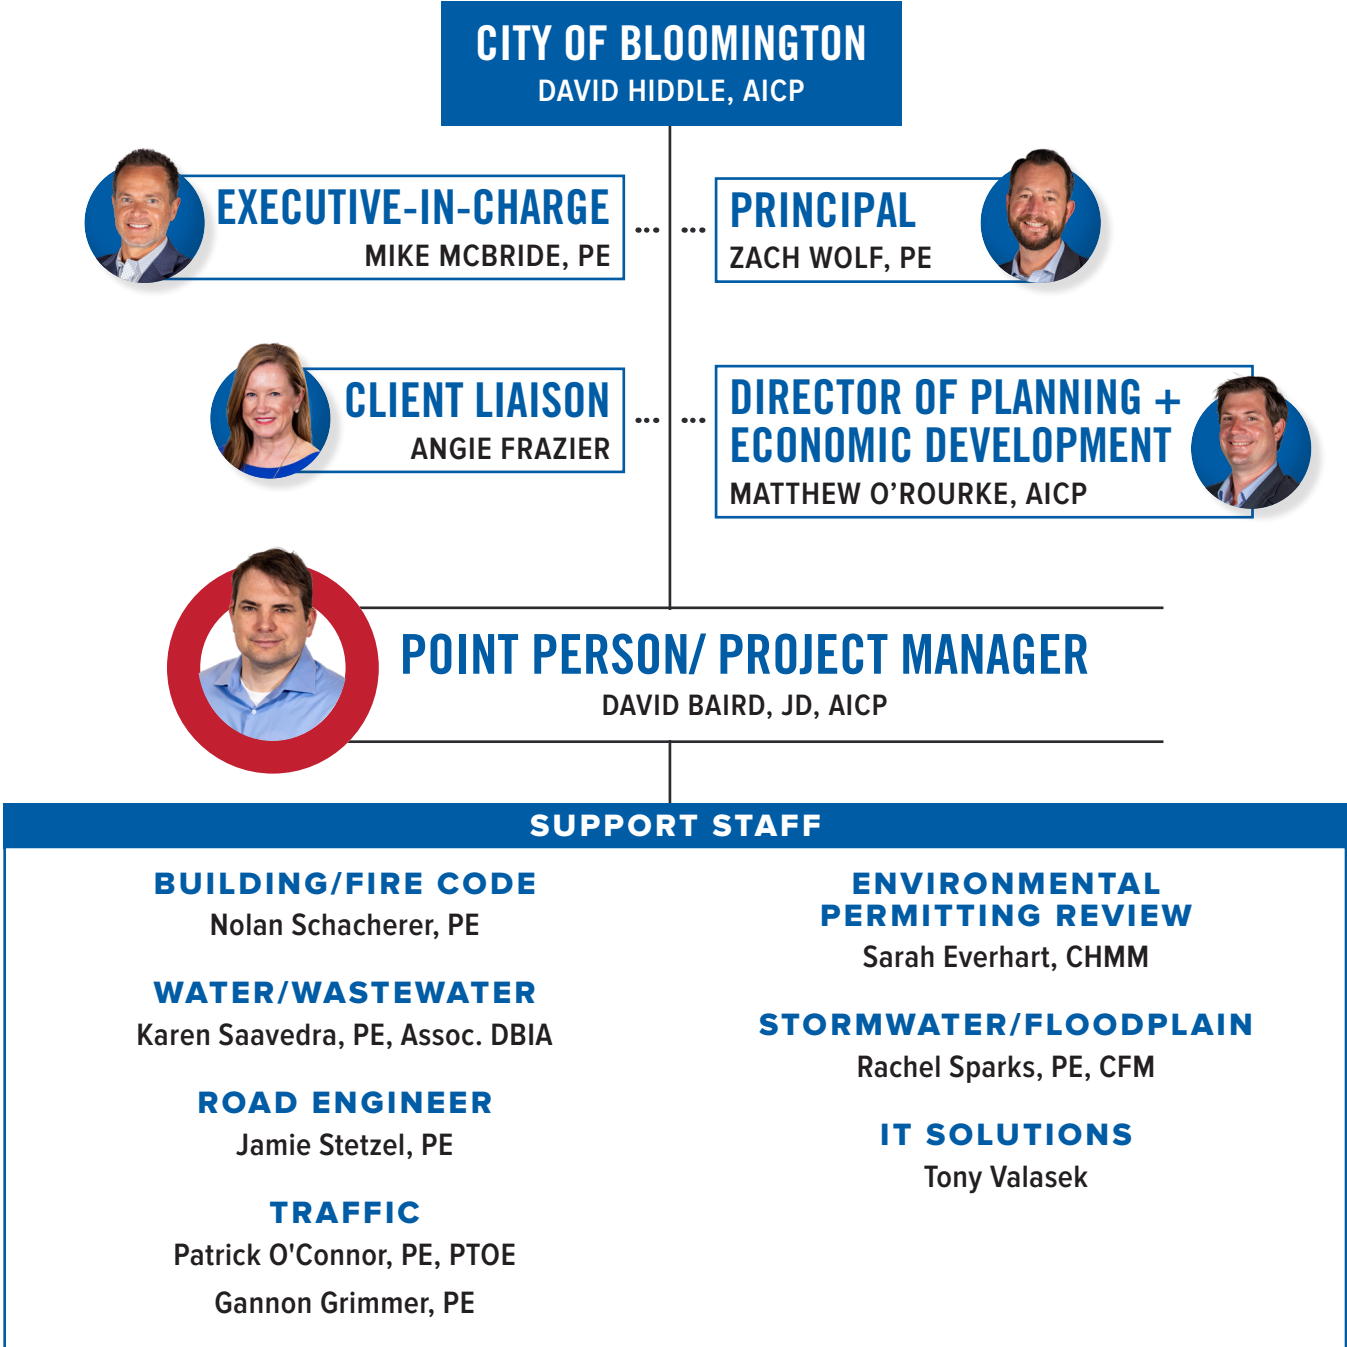 CITY OF BLOOMINGTON
DAVID HIDDLE, AICP
EXECUTIVE-IN-CHARGE
MIKE MCBRIDE, PE
PRINCIPAL
ZACH WOLF, PE
CLIENT LIAISON
ANGIE FRAZIER
DIRECTOR OF PLANNING +
ECONOMIC DEVELOPMENT
MATTHEW O’ROURKE, AICP
POINT PERSON/ PROJECT MANAGER
DAVID BAIRD, JD, AICP
SUPPORT STAFF
BUILDING/FIRE CODE
Nolan Schacherer, PE
WATER/WASTEWATER
Karen Saavedra, PE, Assoc. DBIA
ROAD ENGINEER
Jamie Stetzel, PE
TRAFFIC
Patrick O'Connor, PE, PTOE
Gannon Grimmer, PE
ENVIRONMENTAL
PERMITTING REVIEW
Sarah Everhart, CHMM
STORMWATER/FLOODPLAIN
Rachel Sparks, PE, CFM
IT SOLUTIONS
Tony Valasek